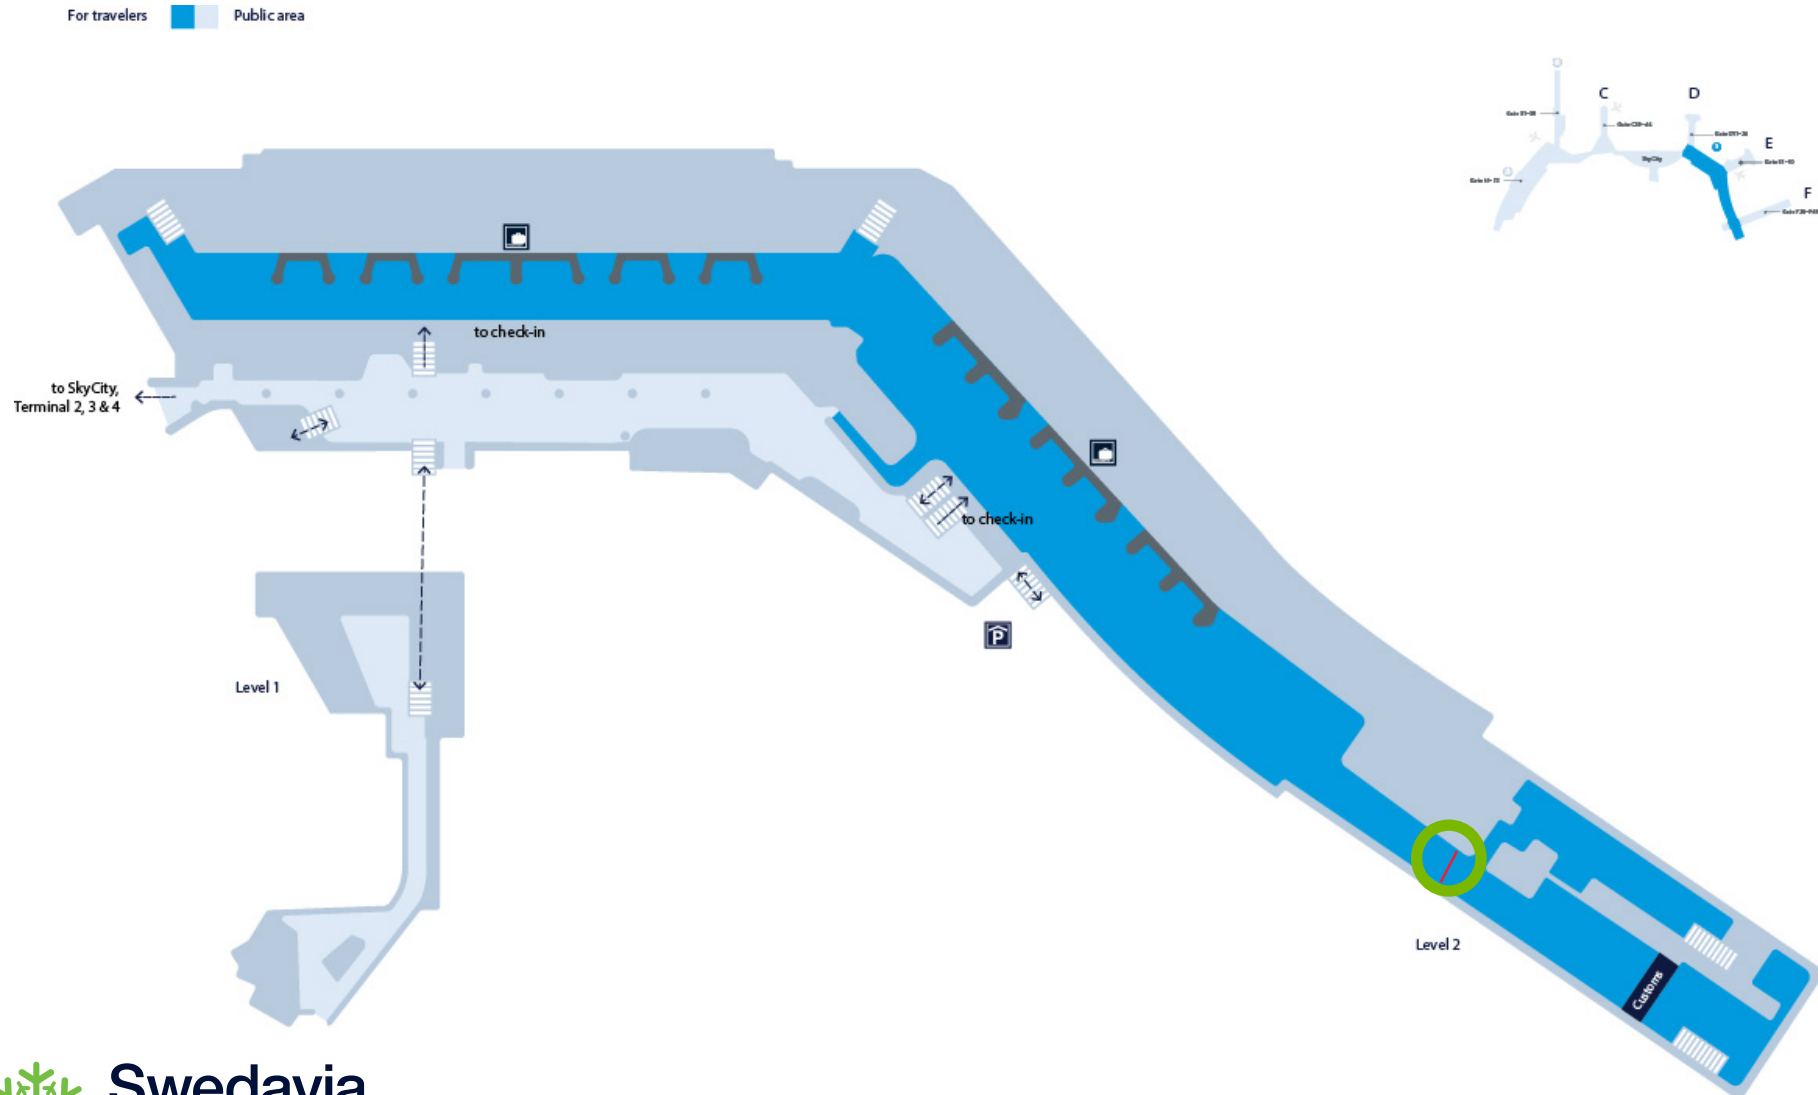 For travelers
Public area
C
D
E
F
SkyCity
to check-in
to SkyCity,
Terminal 2, 3 & 4
to check-in
P
Level 1
Level 2
Customs
Swedavia